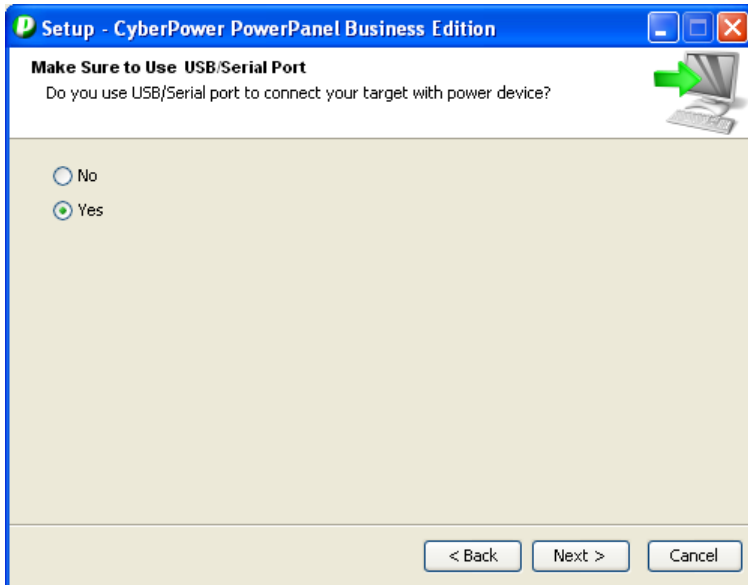 Setup - CyberPower PowerPanel Business Edition
Make Sure to Use USB/Serial Port
Do you use USB/Serial port to connect your target with power device?
No
Yes
< Back Next > Cancel